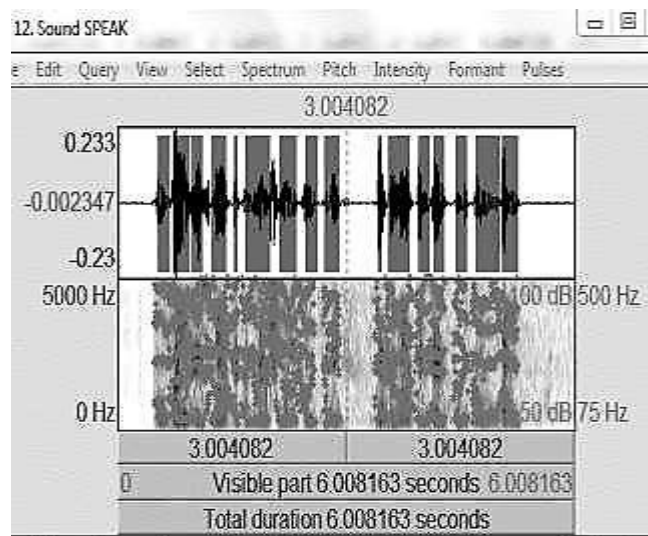 12. Sound SPEAK
e Edit Query View Select Spectrum Pitch Intensity Formant Pulses
3.004082
0.233
-0.002347
-0.23
5000 Hz 100 dB 500 Hz
0 Hz 50 dB 75 Hz
3.004082 3.004082
0 Visible part 6.008163 seconds 6.008163
Total duration 6.008163 seconds